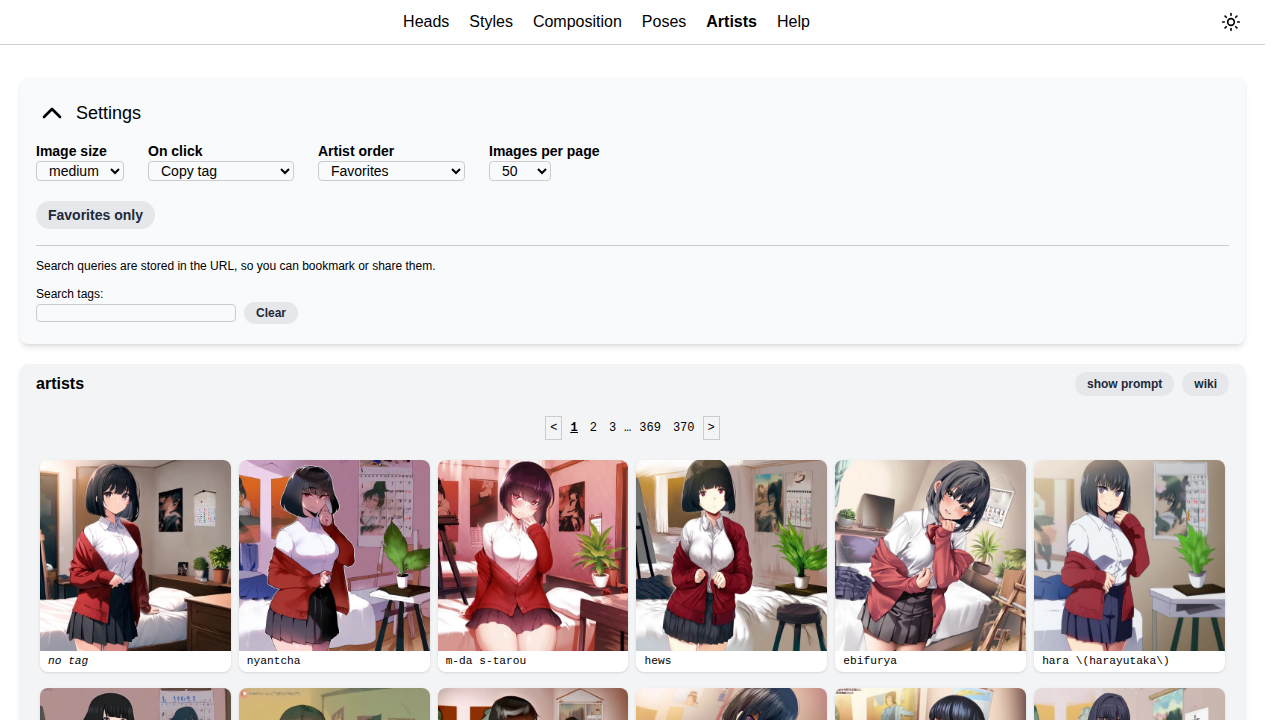 Heads Styles Composition Poses Artists Help
Settings
Image size On click Artist order Images per page
medium Copy tag Favorites 50
Favorites only
Search queries are stored in the URL, so you can bookmark or share them.
Search tags:
Clear
artists show prompt wiki
< 1 2 3 … 369 370 >
no tag nyantcha m-da s-tarou hews ebifurya hara \(harayutaka\)